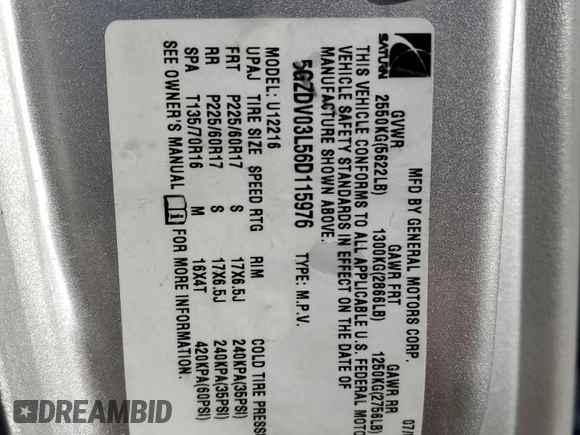 SATURN
MFD BY GENERAL MOTORS CORP. 07/
GVWR GAWR FRT GAWR RR
2550KG(5622LB) 1300KG(2866LB) 1250KG(2756LB)
THIS VEHICLE CONFORMS TO ALL APPLICABLE U.S. FEDERAL MOTO
VEHICLE SAFETY STANDARDS IN EFFECT ON THE DATE OF
MANUFACTURE SHOWN ABOVE.
5GZDV03L56D115976 TYPE: M.P.V.
MODEL: U12216
UPAJ TIRE SIZE SPEED RTG RIM COLD TIRE PRESS
FRT P225/60R17 S 17X6.5J 240KPA(35PSI)
RR P225/60R17 S 17X6.5J 240KPA(35PSI)
SPA T135/70R16 M 16X4T 420KPA(60PSI)
SEE OWNER'S MANUAL FOR MORE INFORMATION.
DREAMBID